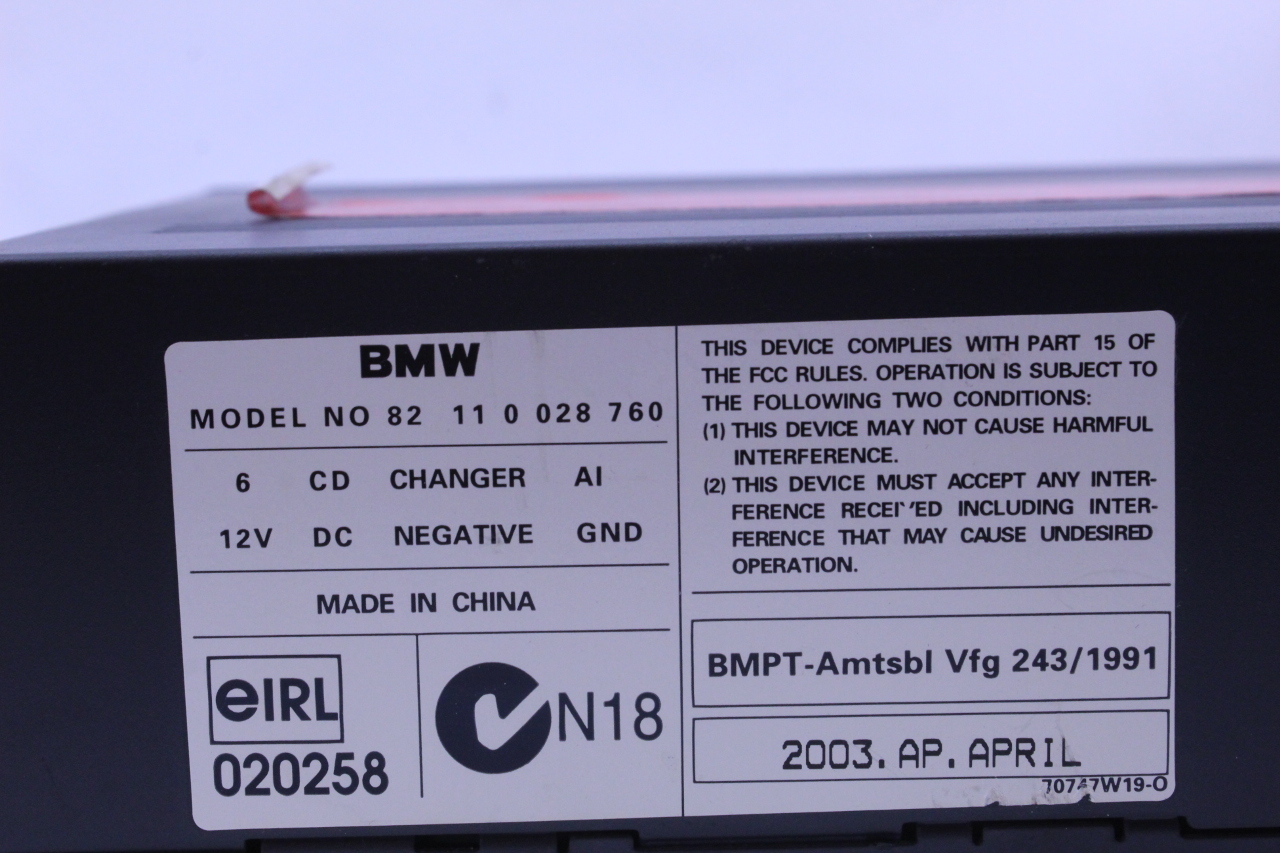 BMW
MODEL NO 82 11 0 028 760
6 CD CHANGER AI
12V DC NEGATIVE GND
MADE IN CHINA
eIRL
020258
N18
THIS DEVICE COMPLIES WITH PART 15 OF
THE FCC RULES. OPERATION IS SUBJECT TO
THE FOLLOWING TWO CONDITIONS:
(1) THIS DEVICE MAY NOT CAUSE HARMFUL
INTERFERENCE.
(2) THIS DEVICE MUST ACCEPT ANY INTER-
FERENCE RECEIVED INCLUDING INTER-
FERENCE THAT MAY CAUSE UNDESIRED
OPERATION.
BMPT-Amtsbl Vfg 243/1991
2003. AP. APRIL